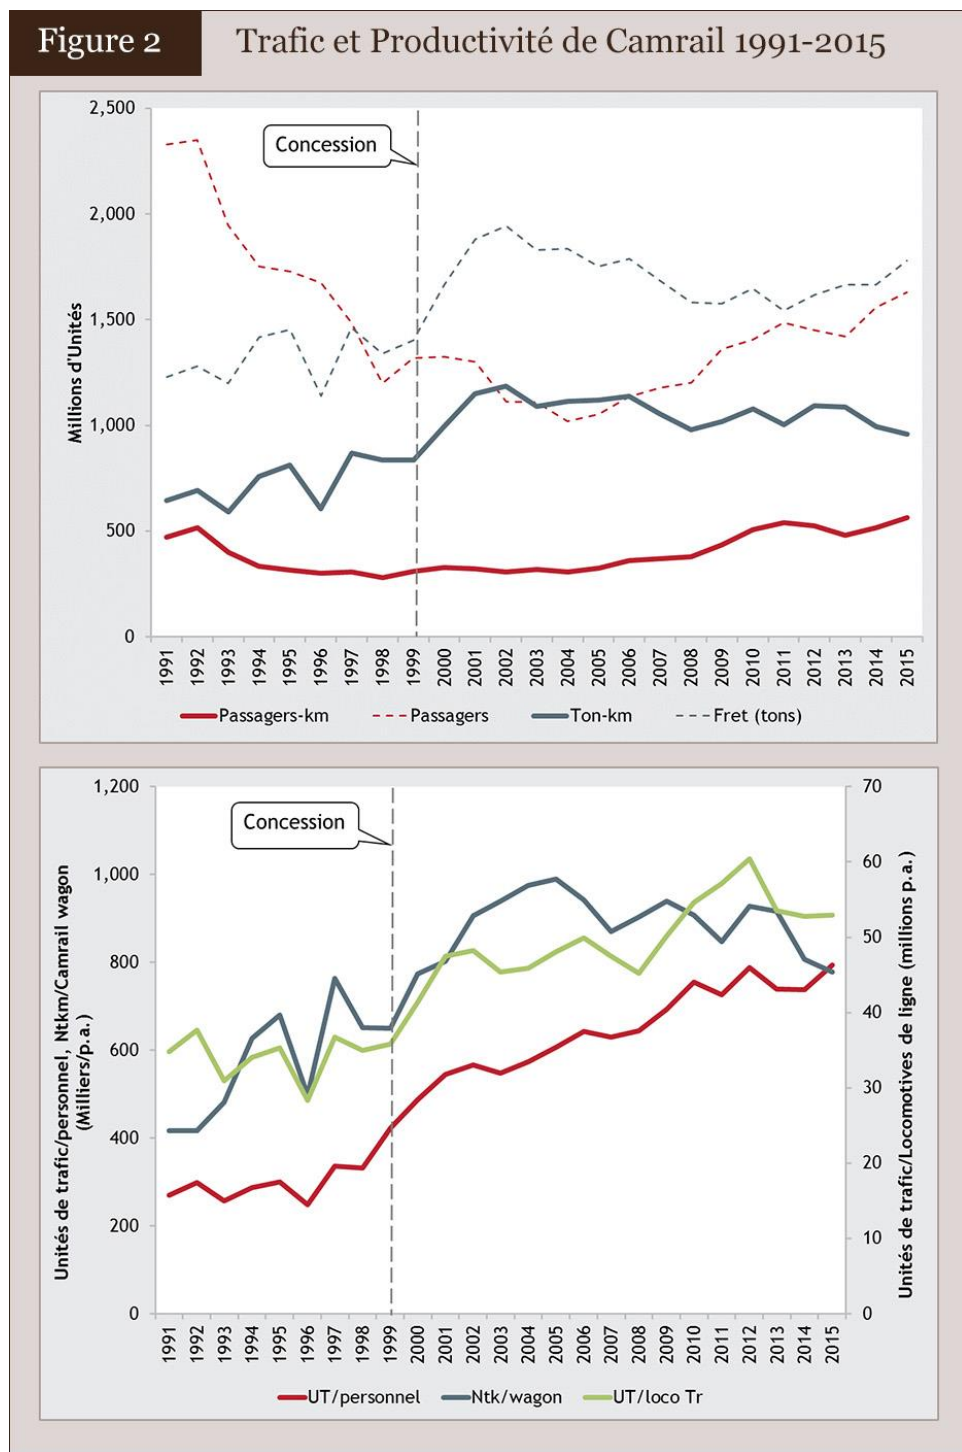 Figure 2
Trafic et Productivité de Camrail 1991-2015
2,500
2,000
1,500
1,000
500
0
Millions d'Unités
Concession
1991 1992 1993 1994 1995 1996 1997 1998 1999 2000 2001 2002 2003 2004 2005 2006 2007 2008 2009 2010 2011 2012 2013 2014 2015
Passagers-km Passagers Ton-km Fret (tons)
1,200
1,000
800
600
400
200
0
Unités de trafic/personnel, Ntkm/Camrail wagon
(Milliers/p.a.)
Concession
70
60
50
40
30
20
10
0
Unités de trafic/Locomotives de ligne (millions p.a.)
1991 1992 1993 1994 1995 1996 1997 1998 1999 2000 2001 2002 2003 2004 2005 2006 2007 2008 2009 2010 2011 2012 2013 2014 2015
UT/personnel Ntk/wagon UT/loco Tr